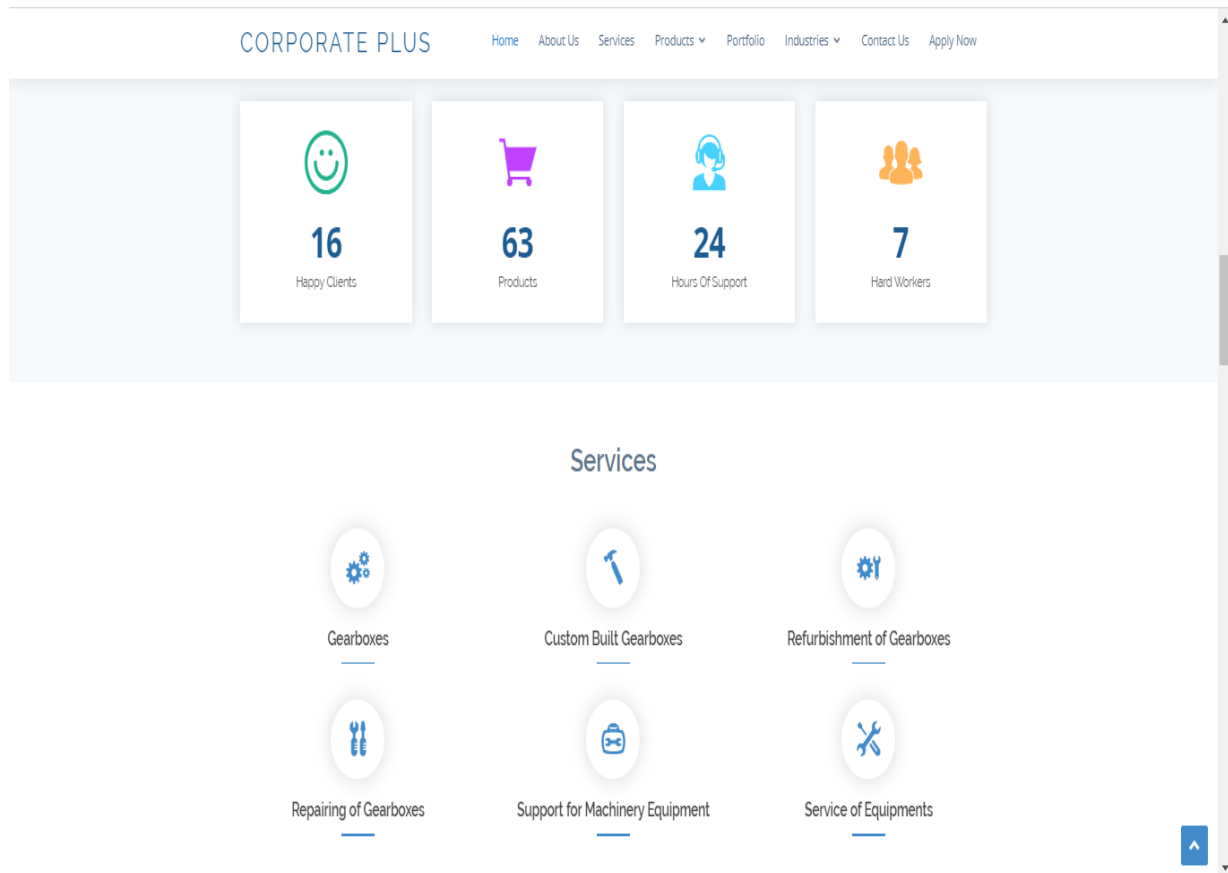 CORPORATE PLUS Home About Us Services Products Portfolio Industries Contact Us Apply Now
16 63 24 7
Happy Clients Products Hours Of Support Hard Workers
Services
Gearboxes Custom Built Gearboxes Refurbishment of Gearboxes
Repairing of Gearboxes Support for Machinery Equipment Service of Equipments